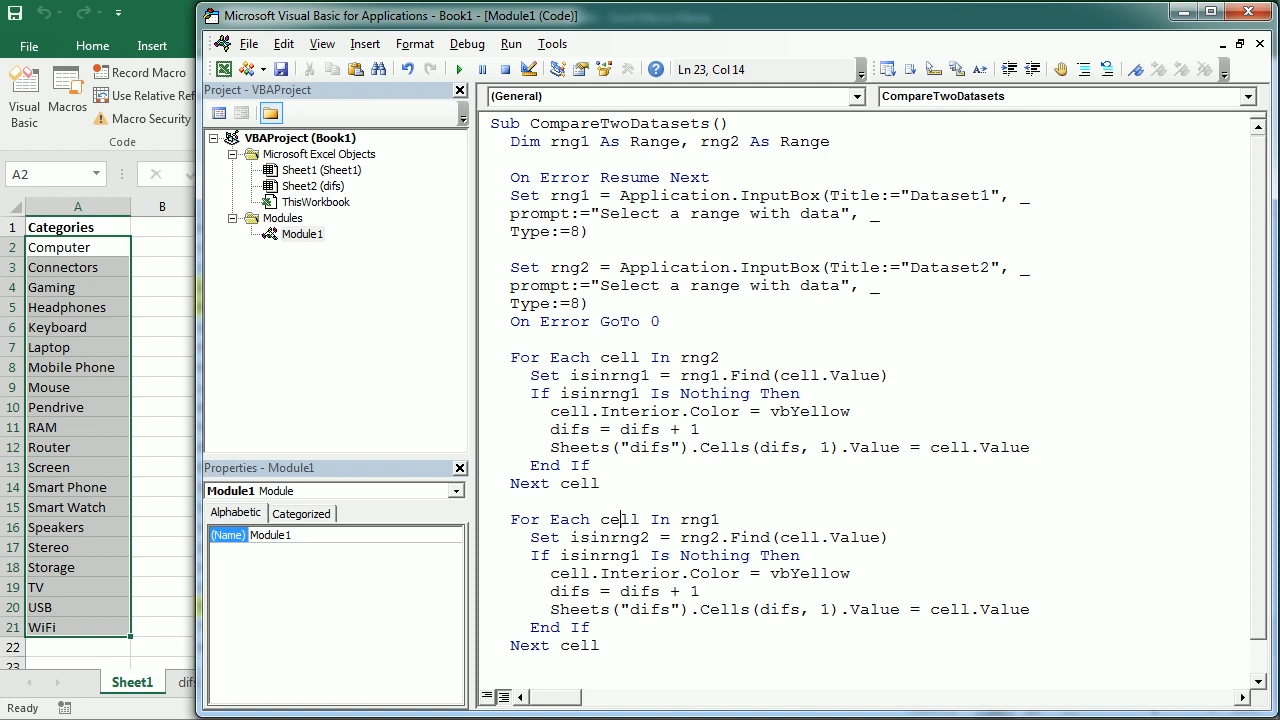 Microsoft Visual Basic for Applications - Book1 - [Module1 (Code)]
File Home Insert
File Edit View Insert Format Debug Run Tools
Visual Basic
Macros
Record Macro
Use Relative Ref
Macro Security
Code
Ln 23, Col 14
Project - VBAProject
VBAProject (Book1)
Microsoft Excel Objects
Sheet1 (Sheet1)
Sheet2 (difs)
ThisWorkbook
Modules
Module1
Properties - Module1
Module1 Module
Alphabetic Categorized
(Name) Module1
A2
A B
1 Categories
2 Computer
3 Connectors
4 Gaming
5 Headphones
6 Keyboard
7 Laptop
8 Mobile Phone
9 Mouse
10 Pendrive
11 RAM
12 Router
13 Screen
14 Smart Phone
15 Smart Watch
16 Speakers
17 Stereo
18 Storage
19 TV
20 USB
21 WiFi
22
23
Sheet1 difs
Ready
(General) CompareTwoDatasets
Sub CompareTwoDatasets()
Dim rng1 As Range, rng2 As Range
On Error Resume Next
Set rng1 = Application.InputBox(Title:="Dataset1", _
prompt:="Select a range with data", _
Type:=8)
Set rng2 = Application.InputBox(Title:="Dataset2", _
prompt:="Select a range with data", _
Type:=8)
On Error GoTo 0
For Each cell In rng2
Set isinrng1 = rng1.Find(cell.Value)
If isinrng1 Is Nothing Then
cell.Interior.Color = vbYellow
difs = difs + 1
Sheets("difs").Cells(difs, 1).Value = cell.Value
End If
Next cell
For Each cell In rng1
Set isinrng2 = rng2.Find(cell.Value)
If isinrng1 Is Nothing Then
cell.Interior.Color = vbYellow
difs = difs + 1
Sheets("difs").Cells(difs, 1).Value = cell.Value
End If
Next cell